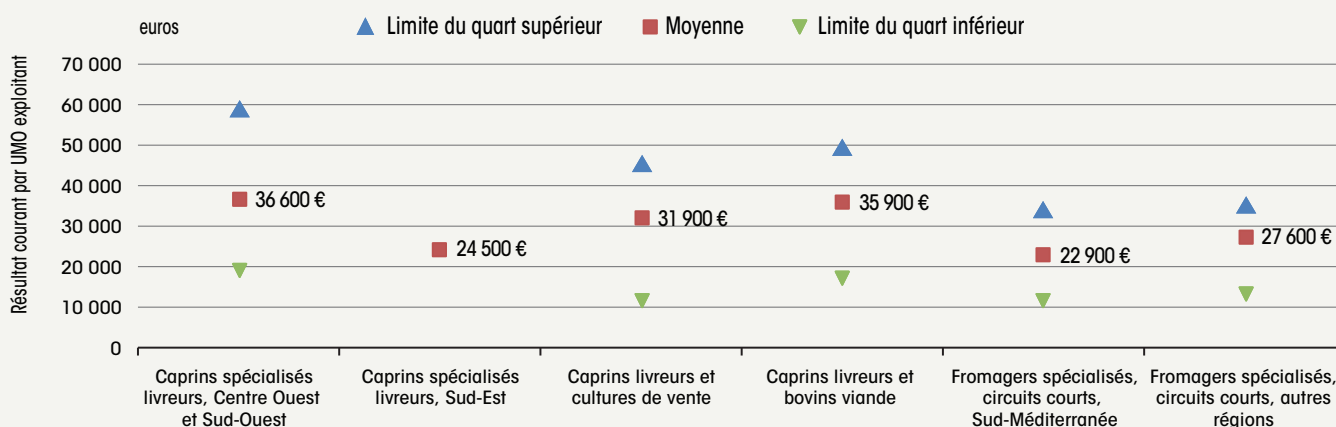 euros
Limite du quart supérieur
Moyenne
Limite du quart inférieur
Résultat courant par UMO exploitant
70 000
60 000
50 000
40 000
30 000
20 000
10 000
0
36 600 €
24 500 €
31 900 €
35 900 €
22 900 €
27 600 €
Caprins spécialisés
livreurs, Centre Ouest
et Sud-Ouest
Caprins spécialisés
livreurs, Sud-Est
Caprins livreurs et
cultures de vente
Caprins livreurs et
bovins viande
Fromagers spécialisés,
circuits courts,
Sud-Méditerranée
Fromagers spécialisés,
circuits courts, autres
régions